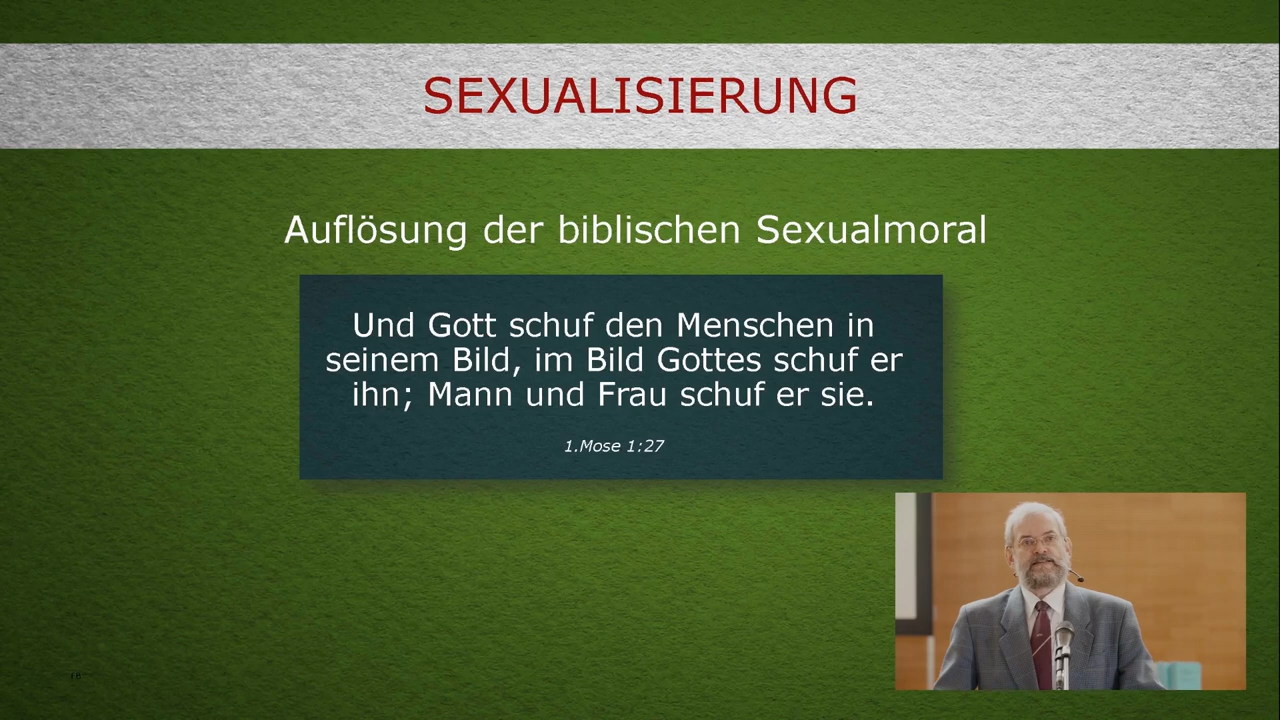 SEXUALISIERUNG
Auflösung der biblischen Sexualmoral
Und Gott schuf den Menschen in
seinem Bild, im Bild Gottes schuf er
ihn; Mann und Frau schuf er sie.
1.Mose 1:27
FB